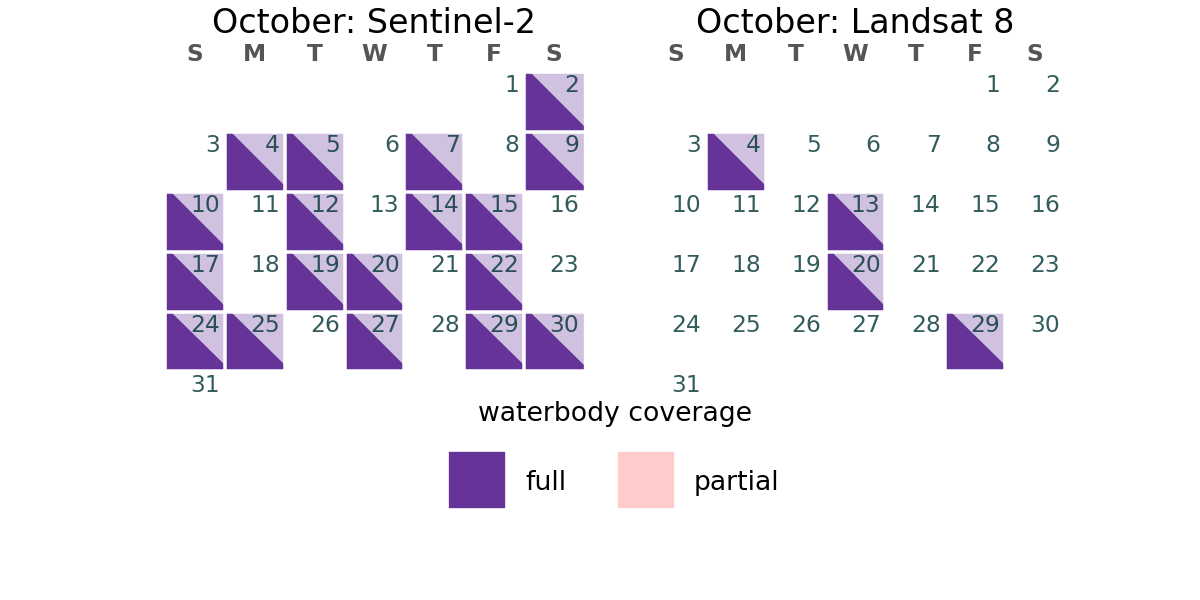 October: Sentinel-2
S M T W T F S
1 2
3 4 5 6 7 8 9
10 11 12 13 14 15 16
17 18 19 20 21 22 23
24 25 26 27 28 29 30
31
October: Landsat 8
S M T W T F S
1 2
3 4 5 6 7 8 9
10 11 12 13 14 15 16
17 18 19 20 21 22 23
24 25 26 27 28 29 30
31
waterbody coverage
full partial